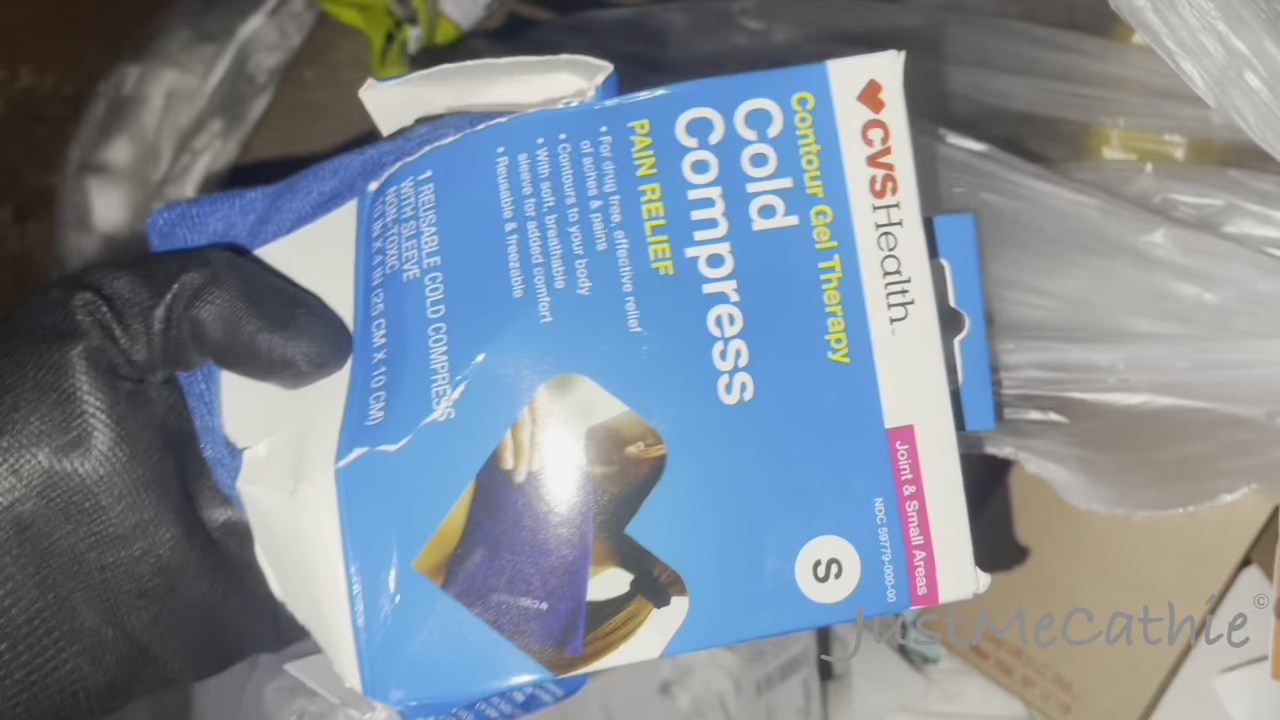 CVSHealth™
Joint & Small Areas
NDC 59779-000-00
Contour Gel Therapy
Cold
Compress
S
PAIN RELIEF
• For drug free, effective relief
of aches & pains
• Contours to your body
• With soft, breathable
sleeve for added comfort
• Reusable & freezable
1 REUSABLE COLD COMPRESS
WITH SLEEVE
NON-TOXIC
10 IN X 4 IN (25 CM X 10 CM)
JustMeCathie©